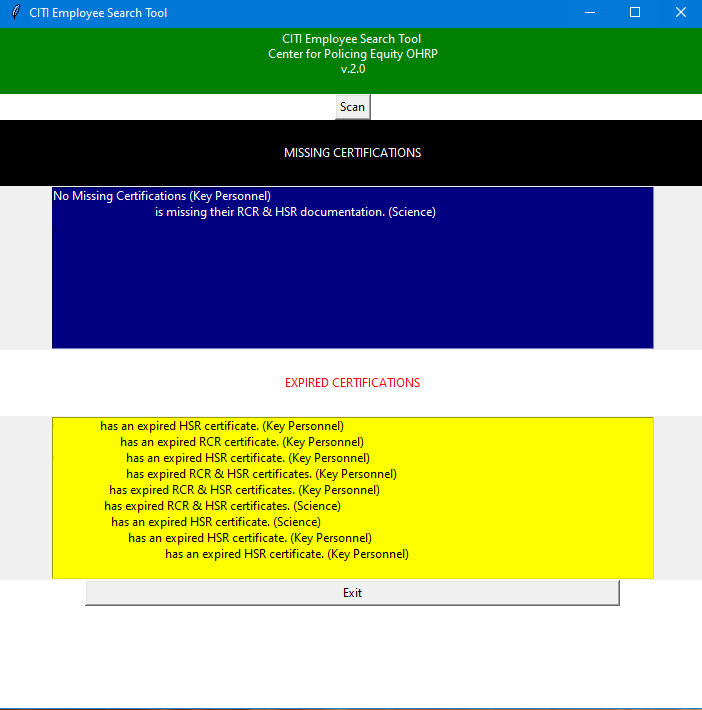 CITI Employee Search Tool
CITI Employee Search Tool
Center for Policing Equity OHRP
v.2.0
Scan
MISSING CERTIFICATIONS
No Missing Certifications (Key Personnel)
is missing their RCR & HSR documentation. (Science)
EXPIRED CERTIFICATIONS
has an expired HSR certificate. (Key Personnel)
has an expired RCR certificate. (Key Personnel)
has an expired HSR certificate. (Key Personnel)
has expired RCR & HSR certificates. (Key Personnel)
has expired RCR & HSR certificates. (Key Personnel)
has expired RCR & HSR certificates. (Science)
has an expired HSR certificate. (Science)
has an expired HSR certificate. (Key Personnel)
has an expired HSR certificate. (Key Personnel)
Exit